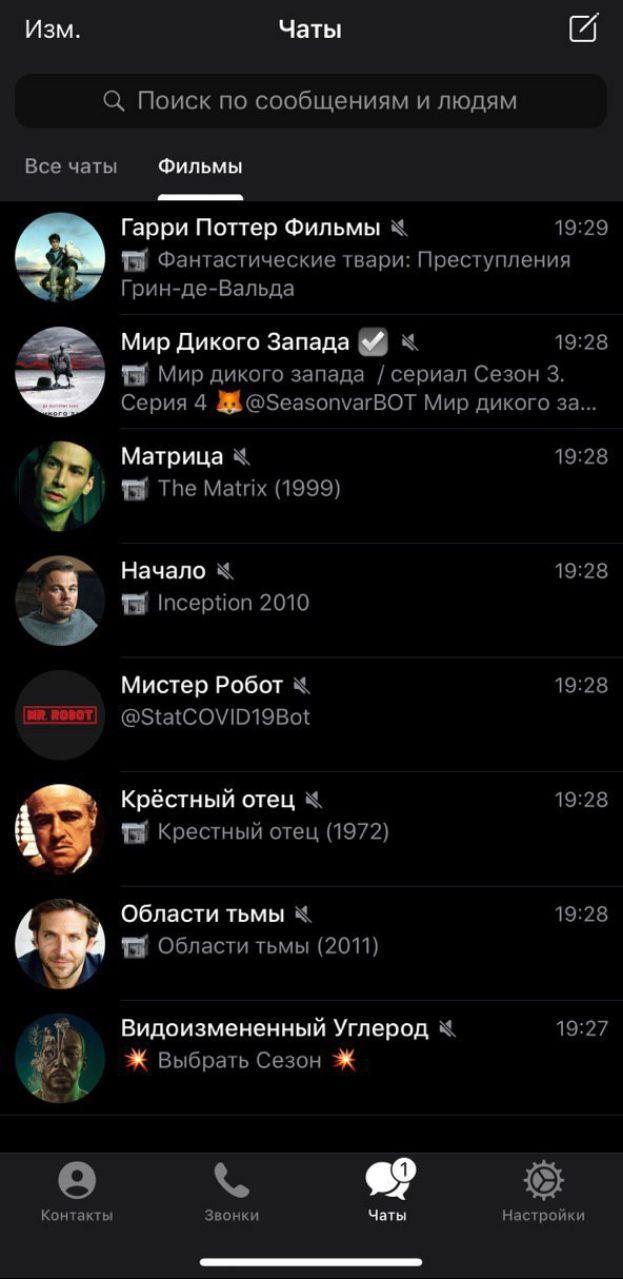 Изм.
Чаты
Поиск по сообщениям и людям
Все чаты
Фильмы
Гарри Поттер Фильмы 19:29
Фантастические твари: Преступления
Грин-де-Вальда
Мир Дикого Запада 19:28
Мир дикого запада / сериал Сезон 3.
Серия 4 🦊@SeasonvarBOT Мир дикого за...
Матрица 19:28
The Matrix (1999)
Начало 19:28
Inception 2010
Мистер Робот 19:28
MR. ROBOT
@StatCOVID19Bot
Крёстный отец 19:28
Крестный отец (1972)
Области тьмы 19:28
Области тьмы (2011)
Видоизмененный Углерод 19:27
💥 Выбрать Сезон 💥
1
Контакты
Звонки
Чаты
Настройки